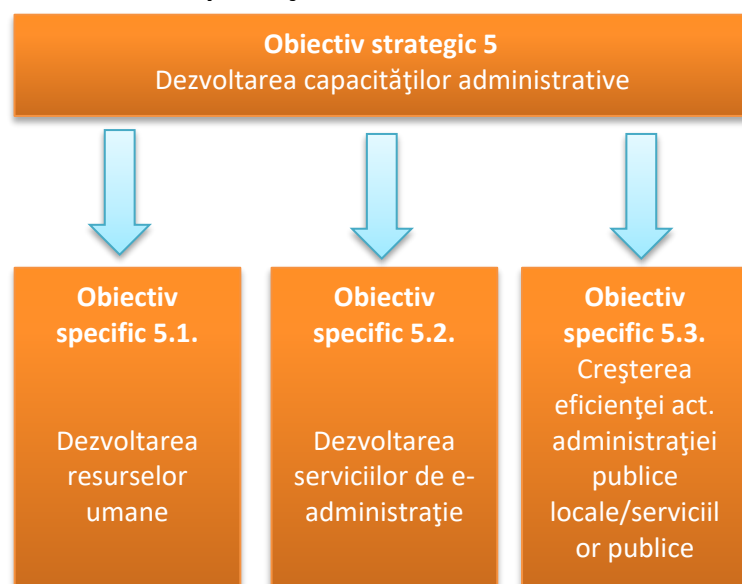 Obiectiv strategic 5
Dezvoltarea capacităţilor administrative
Obiectiv
specific 5.1.
Dezvoltarea
resurselor
umane
Obiectiv
specific 5.2.
Dezvoltarea
serviciilor de e-
administraţie
Obiectiv
specific 5.3.
Creşterea
eficienţei act.
administraţiei
publice
locale/serviciil
or publice